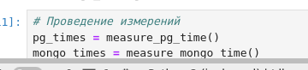 1]: # Проведение измерений
pg_times = measure_pg_time()
mongo_times = measure_mongo_time()